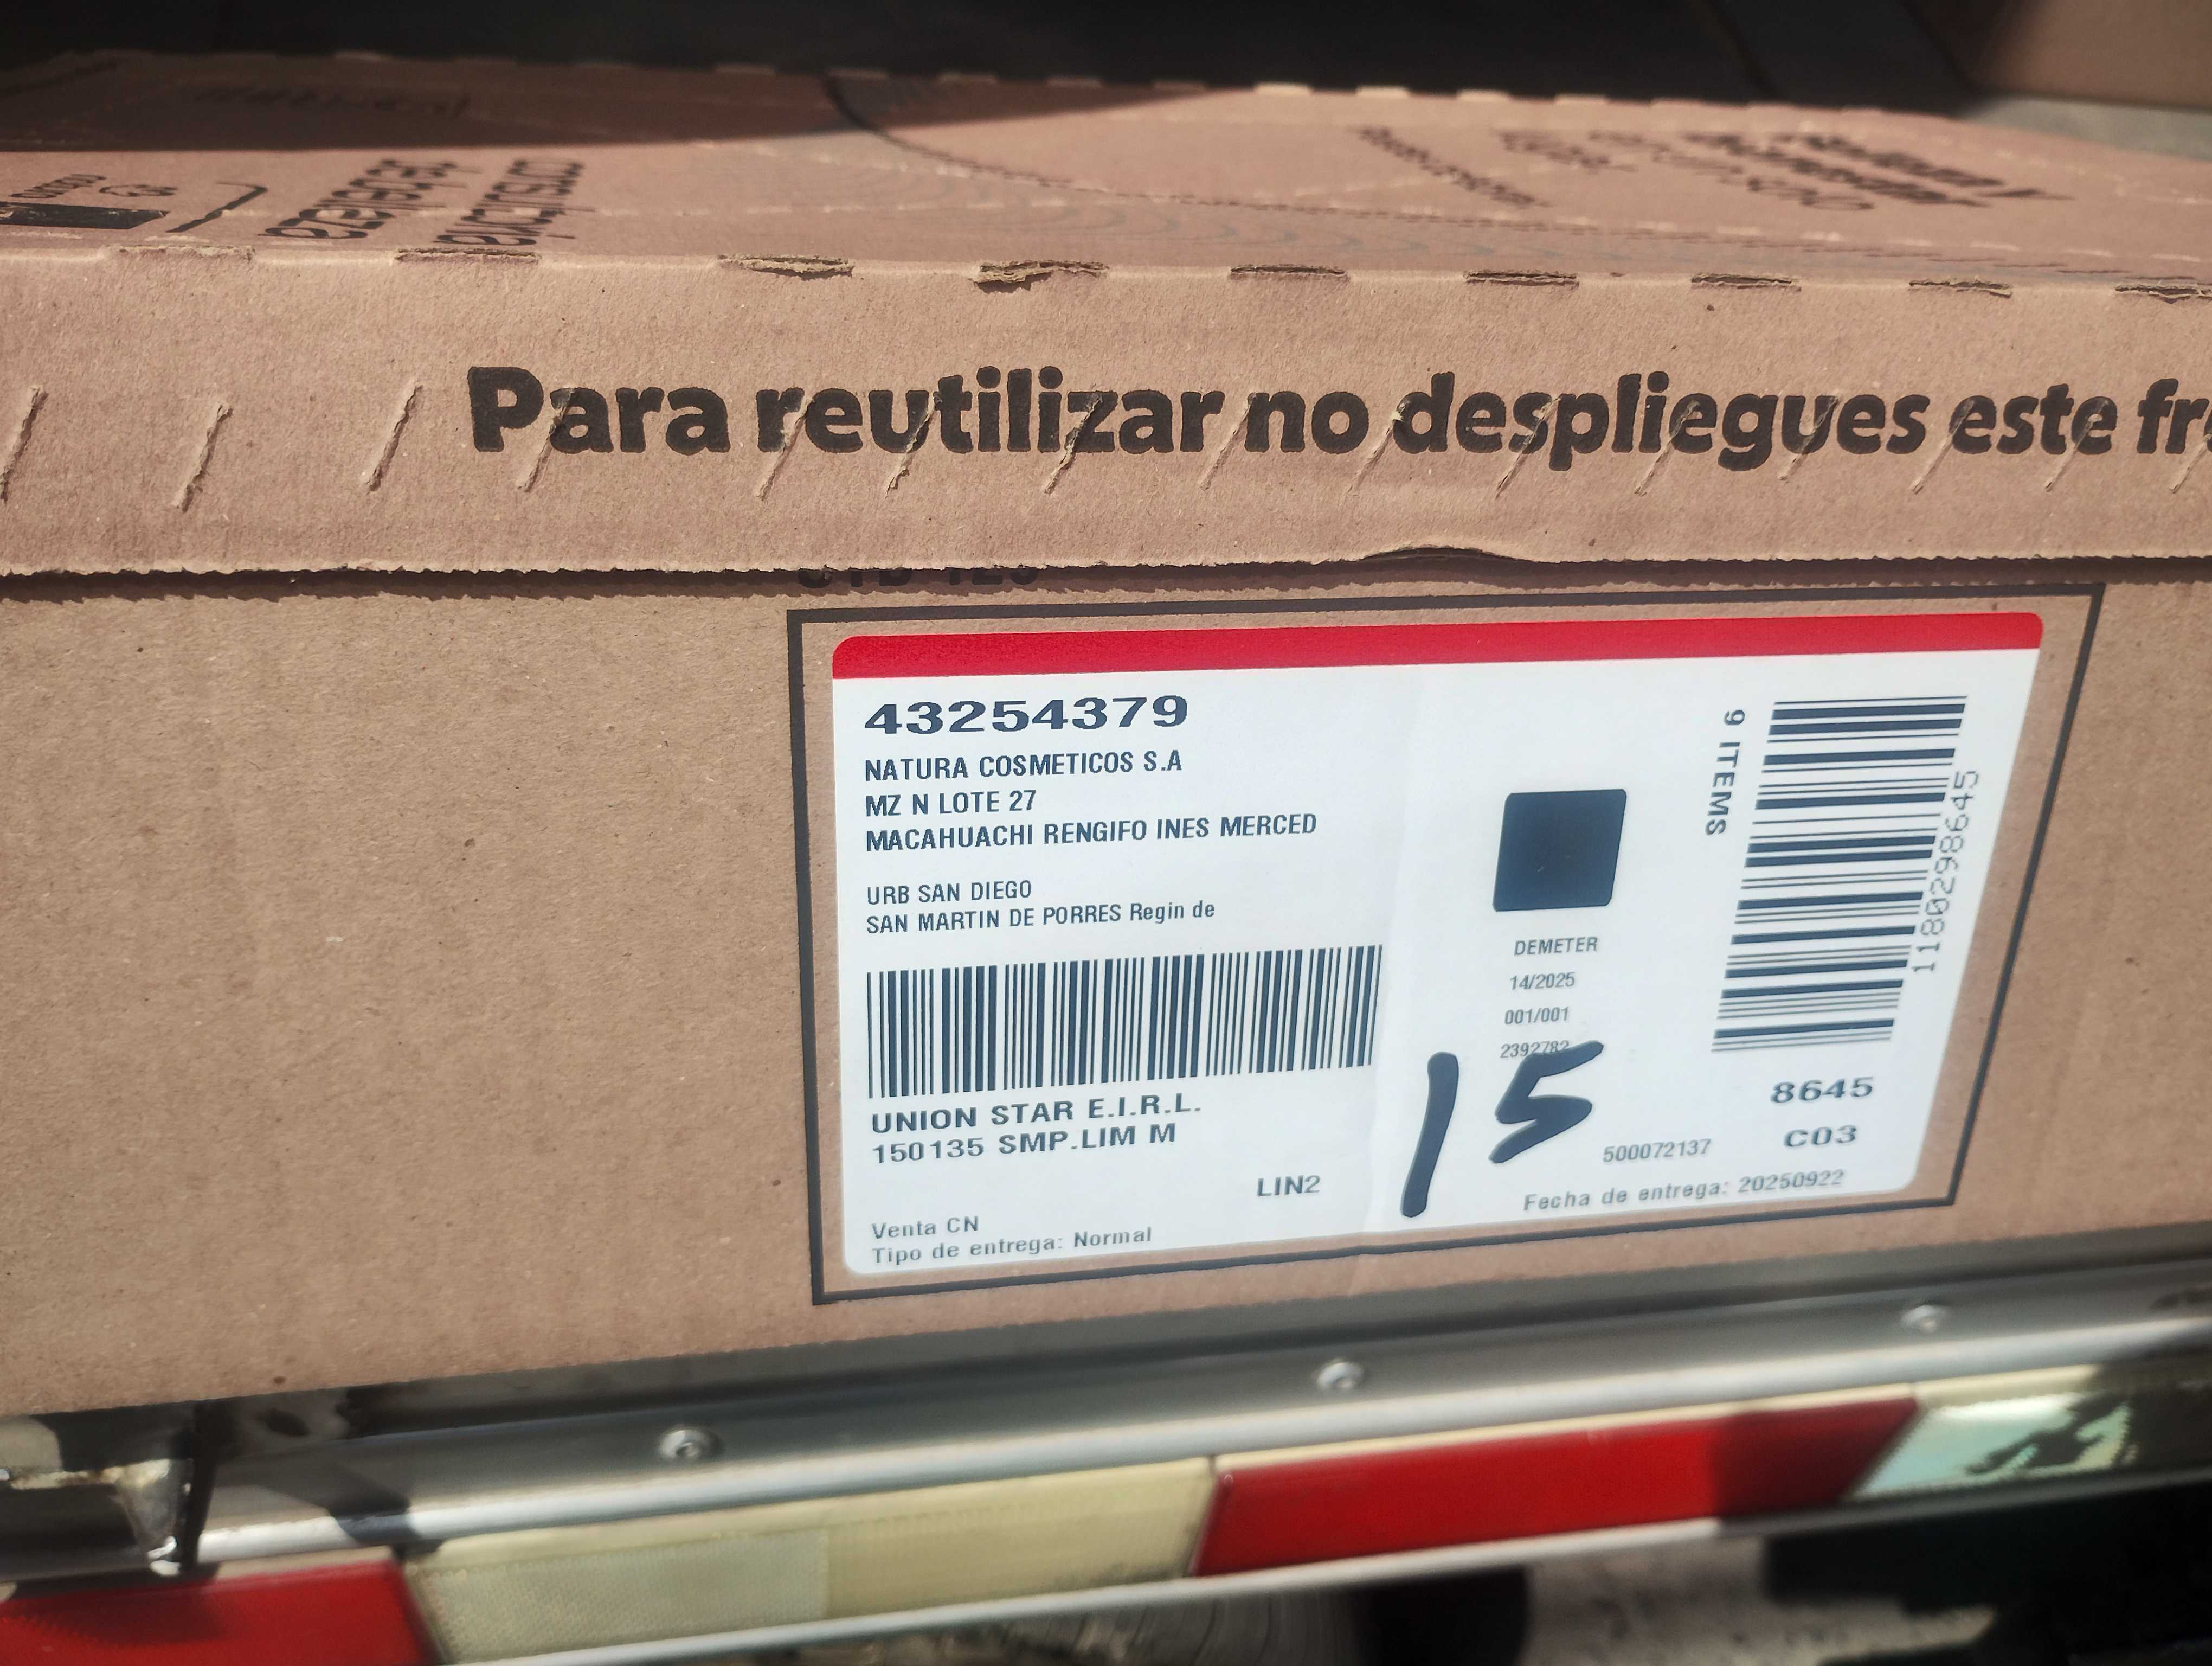 Para reutilizar no despliegues este
43254379
NATURA COSMETICOS S.A
MZ N LOTE 27
MACAHUACHI RENGIFO INES MERCED
URB SAN DIEGO
SAN MARTIN DE PORRES Regin de
UNION STAR E.I.R.L.
150135 SMP.LIM M
LIN2
Venta CN
Tipo de entrega: Normal
DEMETER
14/2025
001/001
2392782
15
500072137
Fecha de entrega: 20250922
9 ITEMS
1180298645
8645
C03